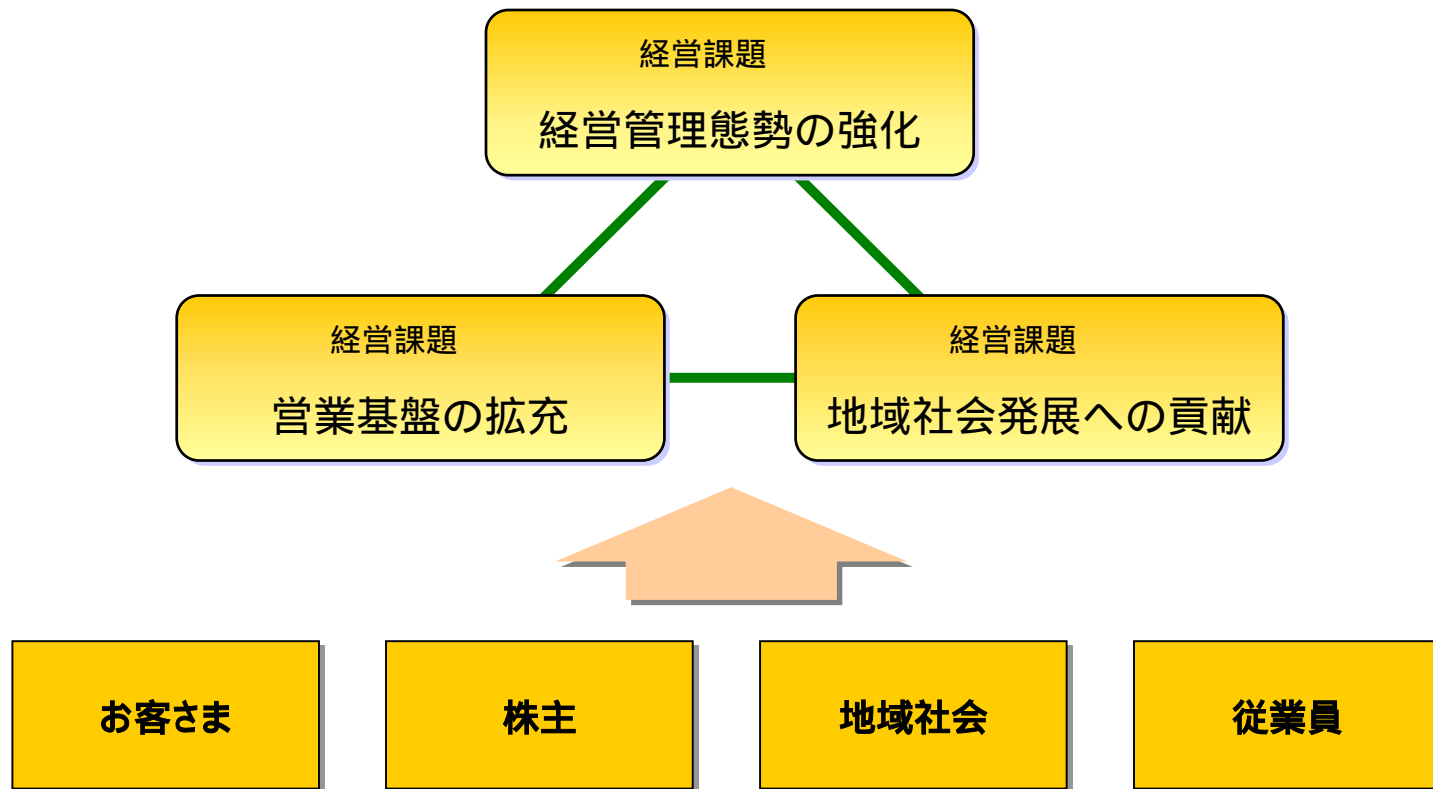 経営課題
経営管理態勢の強化
経営課題
営業基盤の拡充
経営課題
地域社会発展への貢献
お客さま
株主
地域社会
従業員